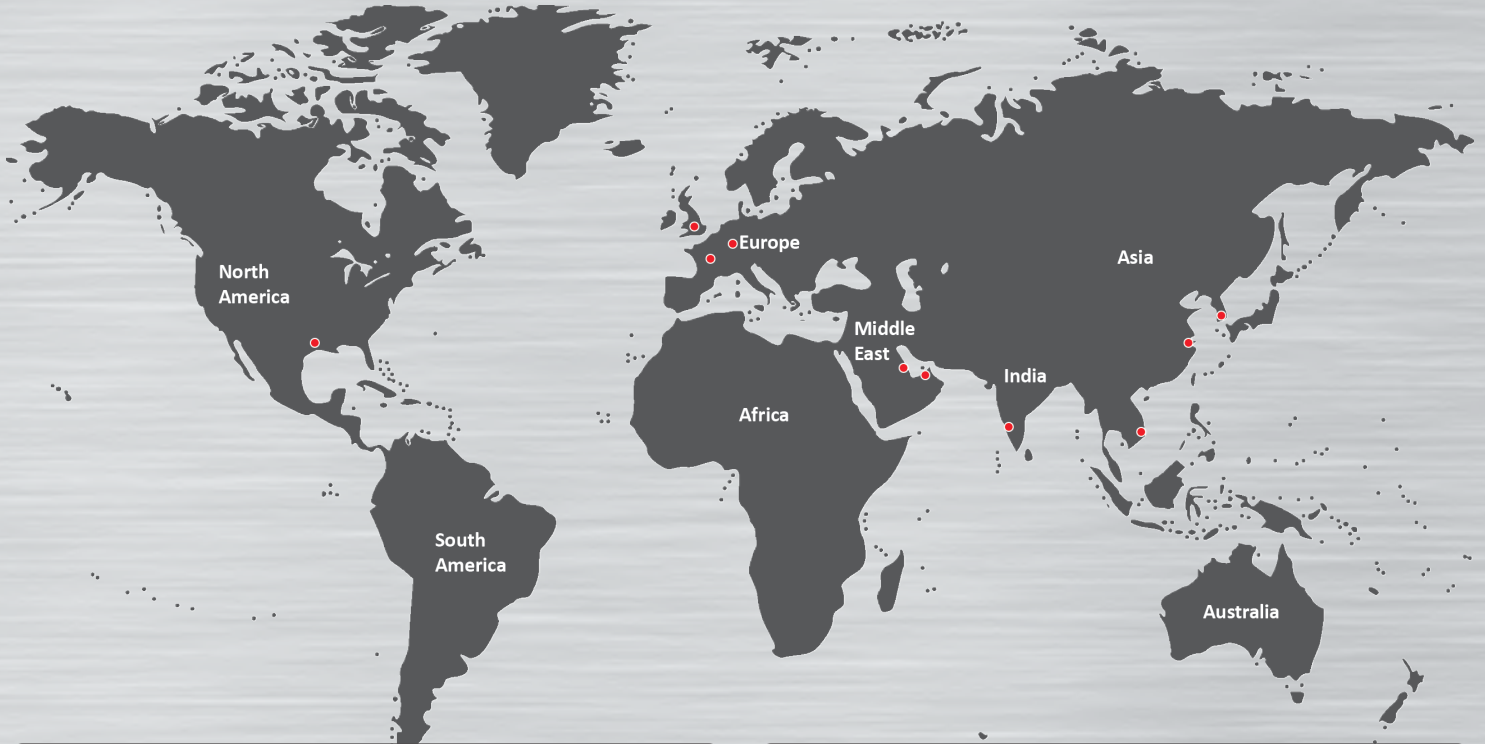 North
America
Europe
Asia
Middle
East
India
Africa
South
America
Australia